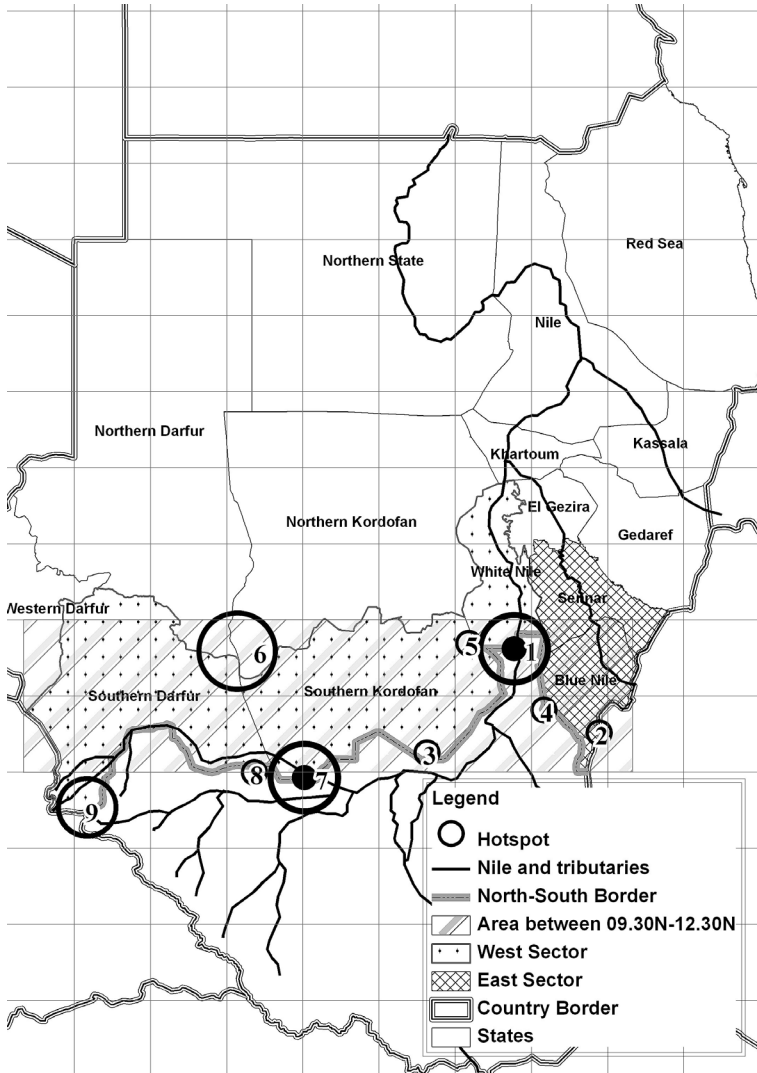 Red Sea
Northern State
Nile
Northern Darfur
Kassala
Khartoum
El Gezira
Northern Kordofan
Gedaref
White Nile
Sennar
Western Darfur
5
1
6
Blue Nile
Southern Darfur
Southern Kordofan
4
2
3
8
7
9
Legend
Hotspot
Nile and tributaries
North-South Border
Area between 09.30N-12.30N
West Sector
East Sector
Country Border
States